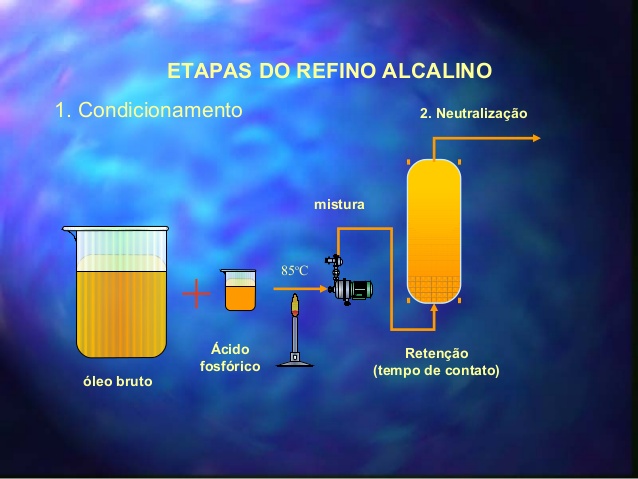 ETAPAS DO REFINO ALCALINO
1. Condicionamento
2. Neutralização
mistura
85ºC
Ácido
fosfórico
óleo bruto
Retenção
(tempo de contato)